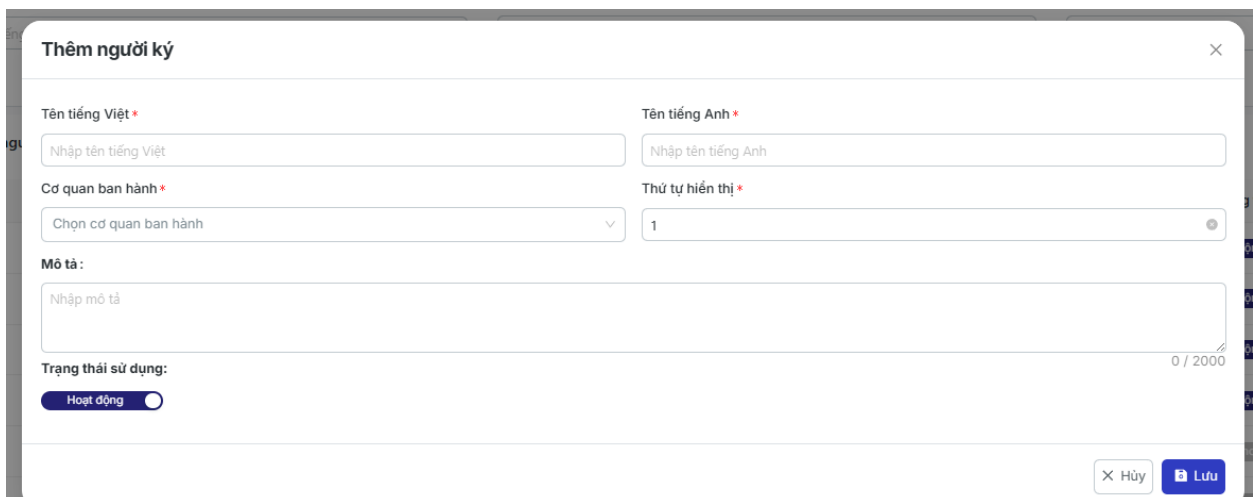 Thêm người ký
Tên tiếng Việt *
Tên tiếng Anh *
Nhập tên tiếng Việt
Nhập tên tiếng Anh
Cơ quan ban hành *
Thứ tự hiển thị *
Chọn cơ quan ban hành
1
Mô tả :
Nhập mô tả
0 / 2000
Trạng thái sử dụng:
Hoạt động
Hủy
Lưu